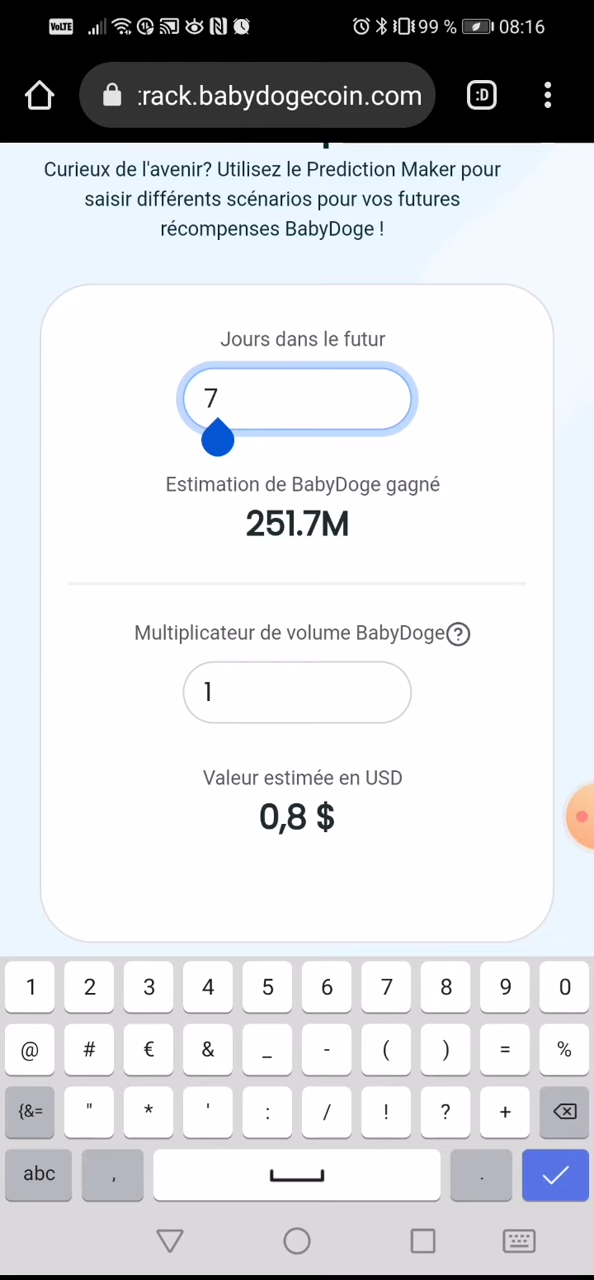 VoLTE 99 % 08:16
:rack.babydogecoin.com :D
Curieux de l'avenir? Utilisez le Prediction Maker pour
saisir différents scénarios pour vos futures
récompenses BabyDoge !
Jours dans le futur
7
Estimation de BabyDoge gagné
251.7M
Multiplicateur de volume BabyDoge ?
1
Valeur estimée en USD
0,8 $
1 2 3 4 5 6 7 8 9 0
@ # € & _ - ( ) = %
{&= " * ' : / ! ? +
abc , .